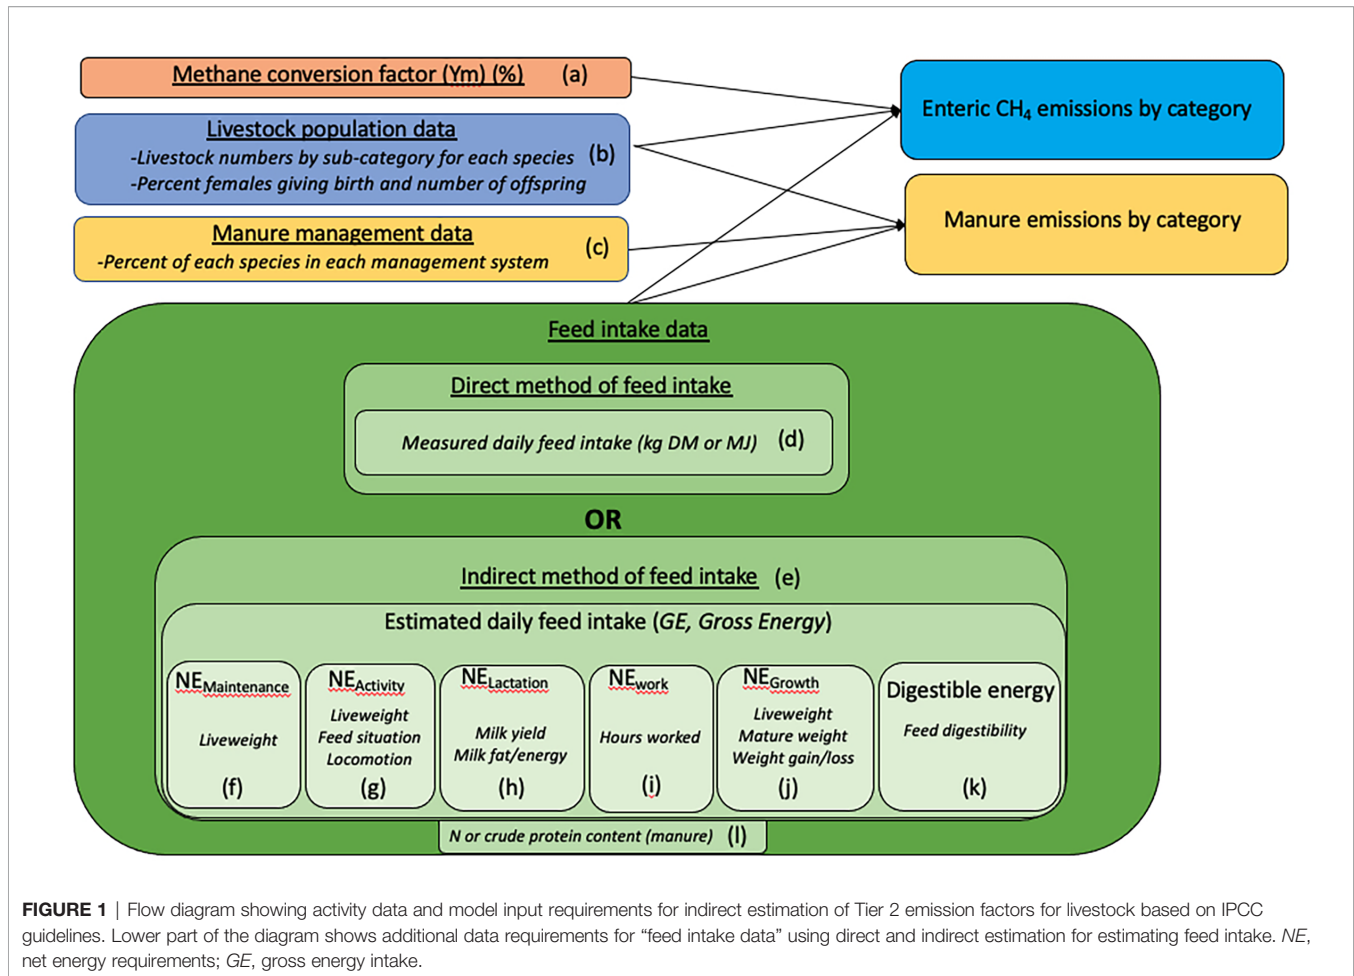 Methane conversion factor (Ym) (%) (a)
Livestock population data
-Livestock numbers by sub-category for each species (b)
-Percent females giving birth and number of offspring
Manure management data (c)
-Percent of each species in each management system
Enteric CH₄ emissions by category
Manure emissions by category
Feed intake data
Direct method of feed intake
Measured daily feed intake (kg DM or MJ) (d)
OR
Indirect method of feed intake (e)
Estimated daily feed intake (GE, Gross Energy)
NEMaintenance
Liveweight
(f)
NEActivity
Liveweight
Feed situation
Locomotion
(g)
NELactation
Milk yield
Milk fat/energy
(h)
NEwork
Hours worked
(i)
NEGrowth
Liveweight
Mature weight
Weight gain/loss
(j)
Digestible energy
Feed digestibility
(k)
N or crude protein content (manure) (l)
FIGURE 1 | Flow diagram showing activity data and model input requirements for indirect estimation of Tier 2 emission factors for livestock based on IPCC
guidelines. Lower part of the diagram shows additional data requirements for “feed intake data” using direct and indirect estimation for estimating feed intake. NE,
net energy requirements; GE, gross energy intake.